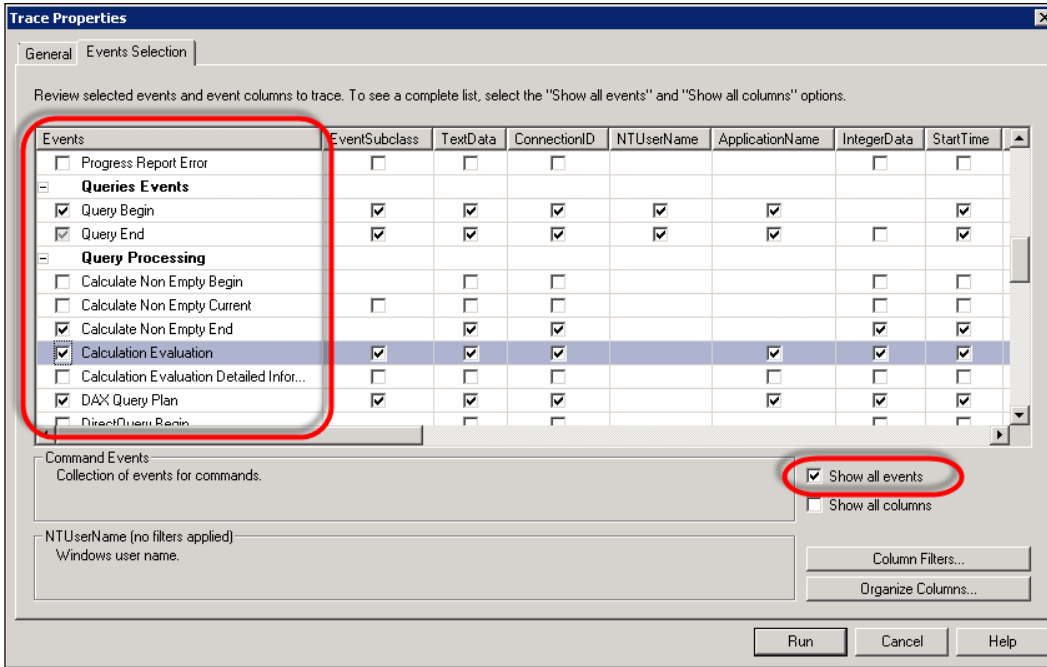 Trace Properties
General Events Selection
Review selected events and event columns to trace. To see a complete list, select the "Show all events" and "Show all columns" options.
Events EventSubclass TextData ConnectionID NTUserName ApplicationName IntegerData StartTime
Progress Report Error
Queries Events
Query Begin
Query End
Query Processing
Calculate Non Empty Begin
Calculate Non Empty Current
Calculate Non Empty End
Calculation Evaluation
Calculation Evaluation Detailed Infor...
DAX Query Plan
DirectQuery Begin
Command Events
Collection of events for commands.
Show all events
Show all columns
NTUserName (no filters applied)
Windows user name.
Column Filters...
Organize Columns...
Run Cancel Help